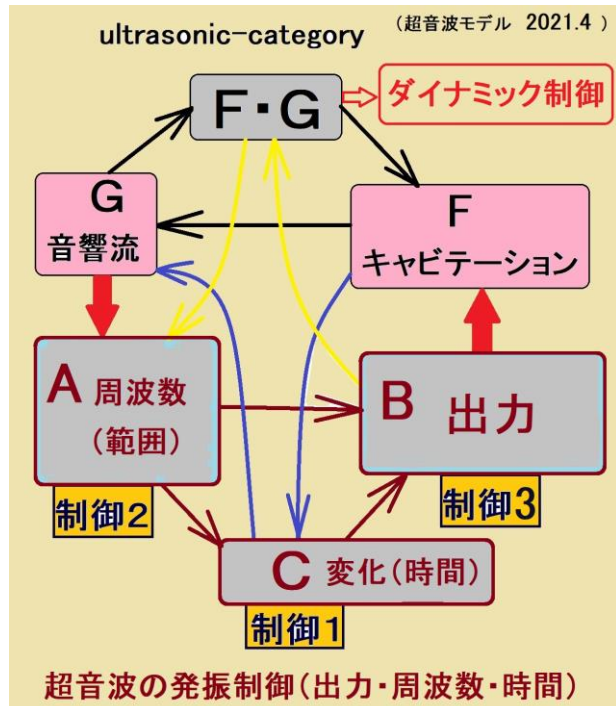 ultrasonic-category
(超音波モデル 2021.4)
F・G
ダイナミック制御
G
音響流
F
キャビテーション
A 周波数
(範囲)
B 出力
制御2
制御3
C 変化(時間)
制御1
超音波の発振制御(出力・周波数・時間)